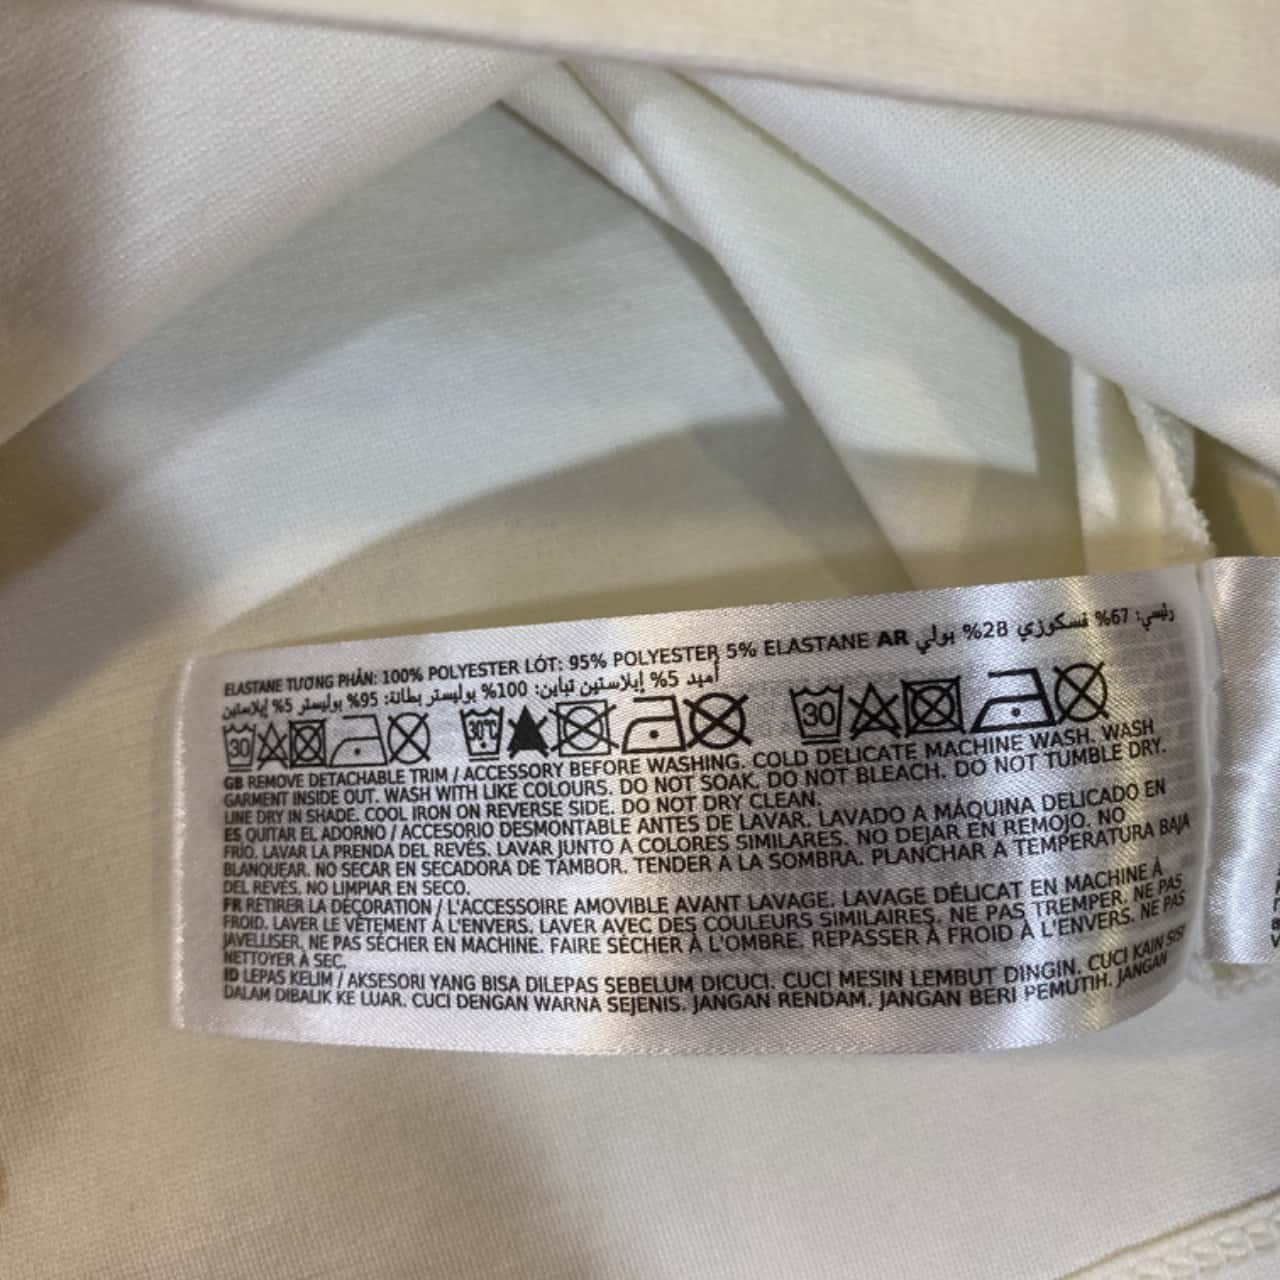 ELASTANE TƯƠNG PHẢN: 100% POLYESTER LÓT: 95% POLYESTER 5% ELASTANE AR رئيسي: 67% فسكوزي 28% بولي
أميد 5% إيلاستين تباين: 100% بوليستر بطانة: 95% بوليستر 5% إيلاستين
30 30°C 30
GB REMOVE DETACHABLE TRIM / ACCESSORY BEFORE WASHING. COLD DELICATE MACHINE WASH. WASH
GARMENT INSIDE OUT. WASH WITH LIKE COLOURS. DO NOT SOAK. DO NOT BLEACH. DO NOT TUMBLE DRY.
LINE DRY IN SHADE. COOL IRON ON REVERSE SIDE. DO NOT DRY CLEAN.
ES QUITAR EL ADORNO / ACCESORIO DESMONTABLE ANTES DE LAVAR. LAVADO A MÁQUINA DELICADO EN
FRÍO. LAVAR LA PRENDA DEL REVÉS. LAVAR JUNTO A COLORES SIMILARES. NO DEJAR EN REMOJO. NO
BLANQUEAR. NO SECAR EN SECADORA DE TAMBOR. TENDER A LA SOMBRA. PLANCHAR A TEMPERATURA BAJA
DEL REVÉS. NO LIMPIAR EN SECO.
FR RETIRER LA DÉCORATION / L'ACCESSOIRE AMOVIBLE AVANT LAVAGE. LAVAGE DÉLICAT EN MACHINE À
FROID. LAVER LE VÊTEMENT À L'ENVERS. LAVER AVEC DES COULEURS SIMILAIRES. NE PAS TREMPER. NE PAS
JAVELLISER. NE PAS SÉCHER EN MACHINE. FAIRE SÉCHER À L'OMBRE. REPASSER À FROID À L'ENVERS. NE PAS
NETTOYER À SEC.
ID LEPAS KELIM / AKSESORI YANG BISA DILEPAS SEBELUM DICUCI. CUCI MESIN LEMBUT DINGIN. CUCI KAIN SISI
DALAM DIBALIK KE LUAR. CUCI DENGAN WARNA SEJENIS. JANGAN RENDAM. JANGAN BERI PEMUTIH. JANGAN